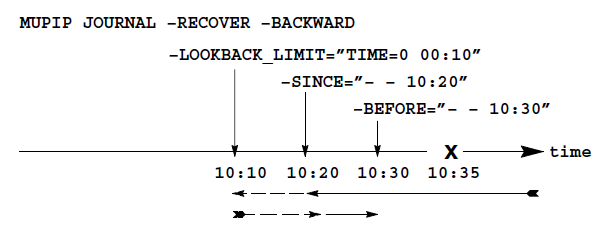 MUPIP JOURNAL –RECOVER –BACKWARD
–LOOKBACK_LIMIT=”TIME=0 00:10”
–SINCE=”– – 10:20”
–BEFORE=”– – 10:30”
X
time
10:10 10:20 10:30 10:35